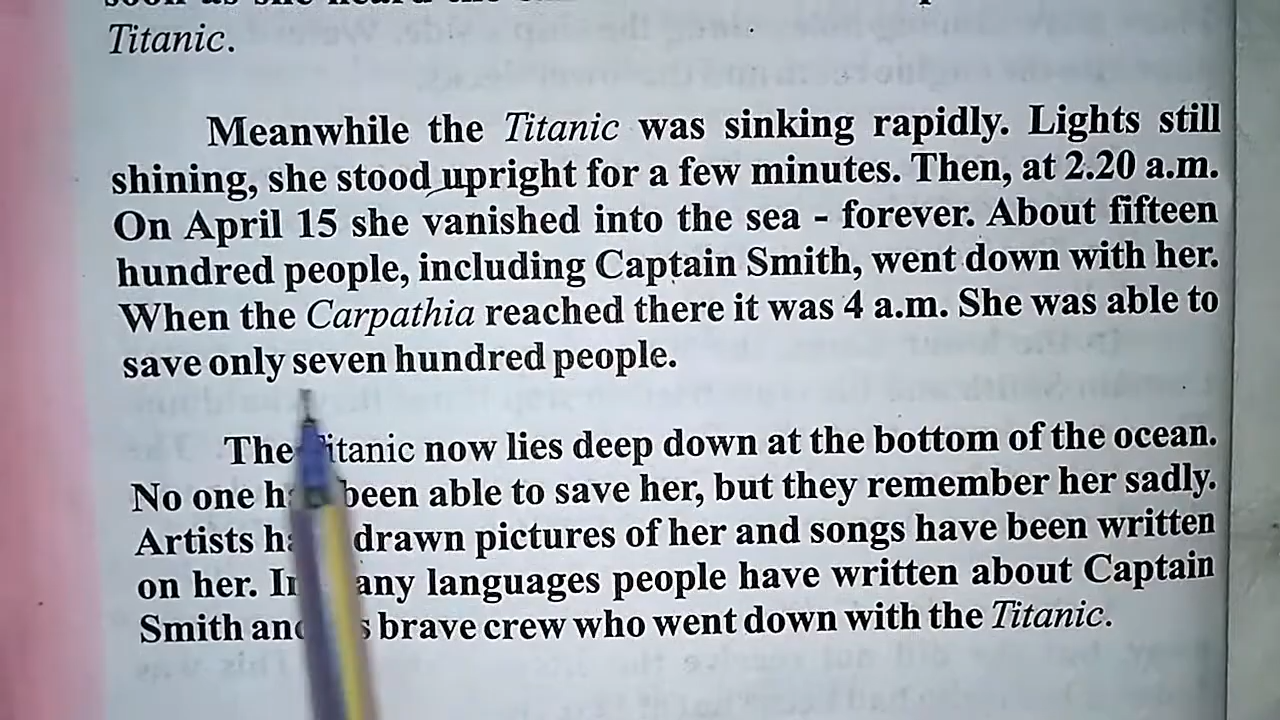 Titanic.
Meanwhile the Titanic was sinking rapidly. Lights still
shining, she stood upright for a few minutes. Then, at 2.20 a.m.
On April 15 she vanished into the sea - forever. About fifteen
hundred people, including Captain Smith, went down with her.
When the Carpathia reached there it was 4 a.m. She was able to
save only seven hundred people.
The Titanic now lies deep down at the bottom of the ocean.
No one been able to save her, but they remember her sadly.
Artists drawn pictures of her and songs have been written
on her. languages people have written about Captain
Smith brave crew who went down with the Titanic.